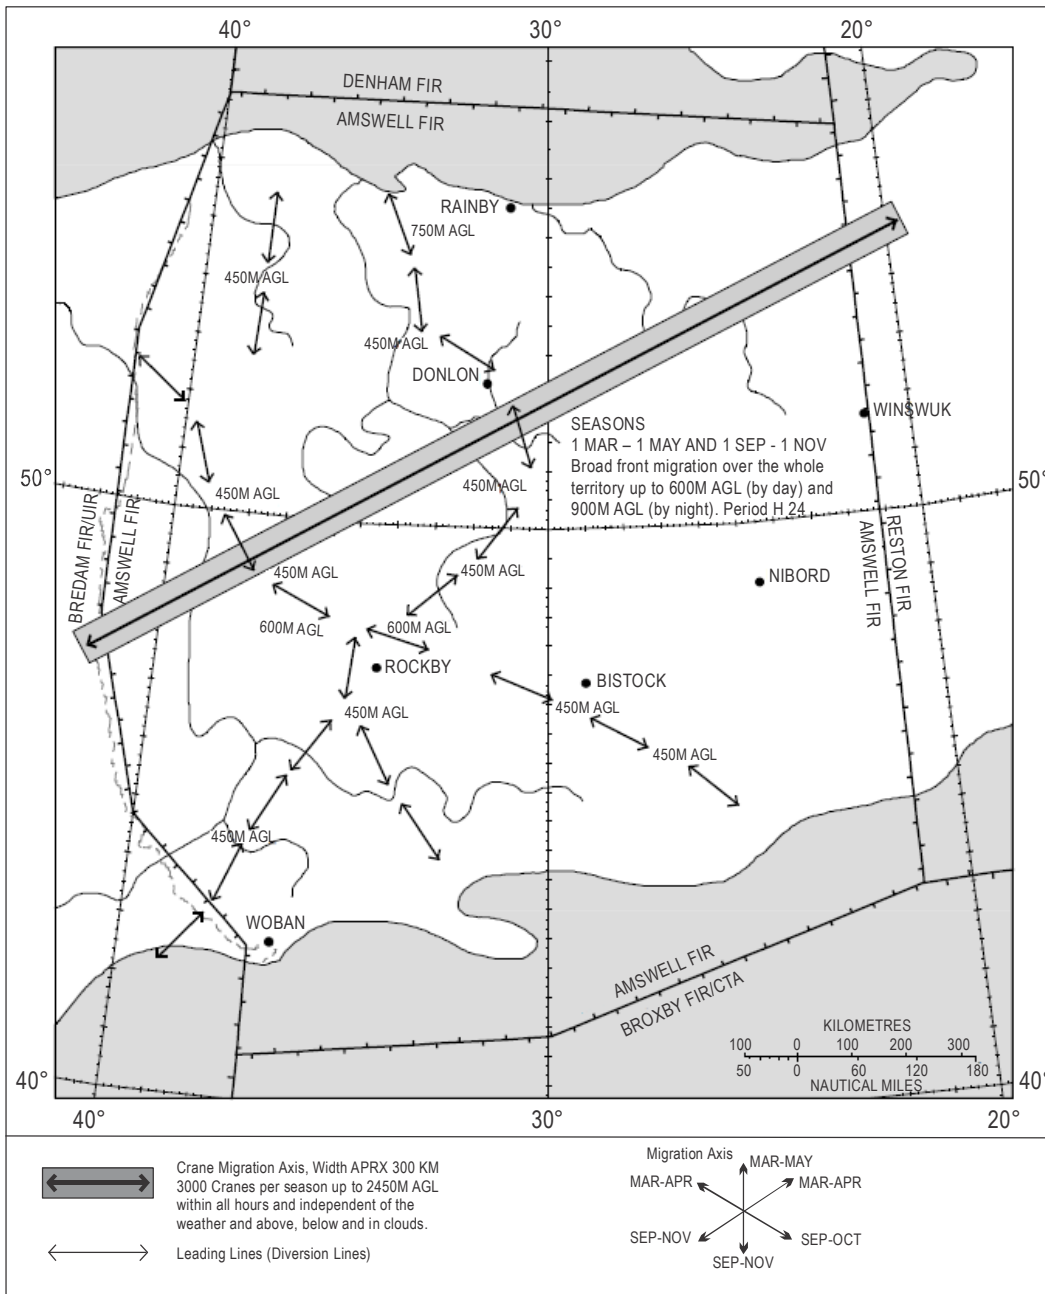 40°
30°
20°
DENHAM FIR
AMSWELL FIR
RAINBY
750M AGL
450M AGL
450M AGL
DONLON
WINSWUK
SEASONS
1 MAR – 1 MAY AND 1 SEP - 1 NOV
Broad front migration over the whole
territory up to 600M AGL (by day) and
900M AGL (by night). Period H 24
50°
50°
450M AGL
450M AGL
BREDAM FIR/UIR
AMSWELL FIR
AMSWELL FIR
RESTON FIR
450M AGL
450M AGL
NIBORD
600M AGL
600M AGL
ROCKBY
BISTOCK
450M AGL
450M AGL
450M AGL
450M AGL
WOBAN
AMSWELL FIR
BROXBY FIR/CTA
KILOMETRES
100 0 100 200 300
50 0 60 120 180
NAUTICAL MILES
40°
40°
40°
30°
20°
Crane Migration Axis, Width APRX 300 KM
3000 Cranes per season up to 2450M AGL
within all hours and independent of the
weather and above, below and in clouds.
Leading Lines (Diversion Lines)
Migration Axis
MAR-MAY
MAR-APR
MAR-APR
SEP-NOV
SEP-OCT
SEP-NOV